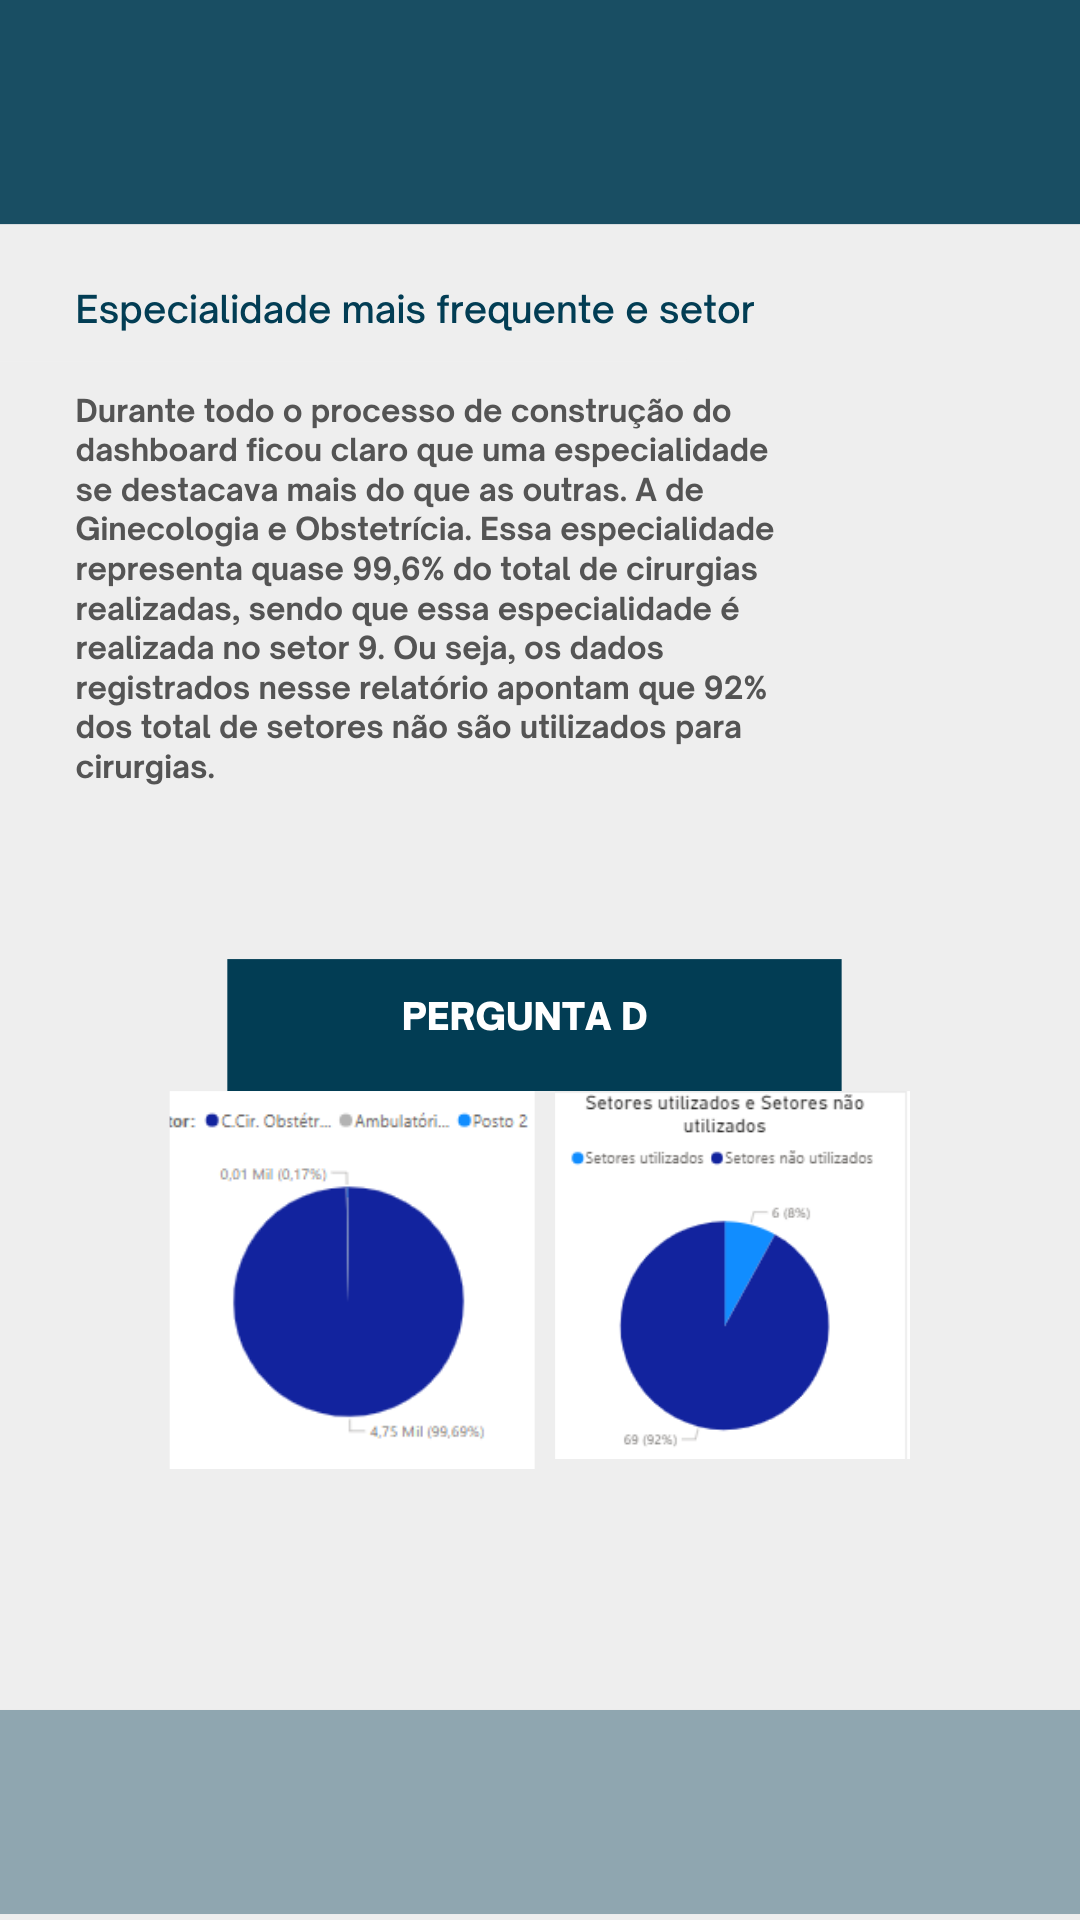 Especialidade mais frequente e setor
Durante todo o processo de construção do
dashboard ficou claro que uma especialidade
se destacava mais do que as outras. A de
Ginecologia e Obstetrícia. Essa especialidade
representa quase 99,6% do total de cirurgias
realizadas, sendo que essa especialidade é
realizada no setor 9. Ou seja, os dados
registrados nesse relatório apontam que 92%
dos total de setores não são utilizados para
cirurgias.
PERGUNTA D
tor: C.Cir. Obstétr... Ambulatóri... Posto 2
0,01 Mil (0,17%)
4,75 Mil (99,69%)
Setores utilizados e Setores não
utilizados
Setores utilizados Setores não utilizados
6 (8%)
69 (92%)